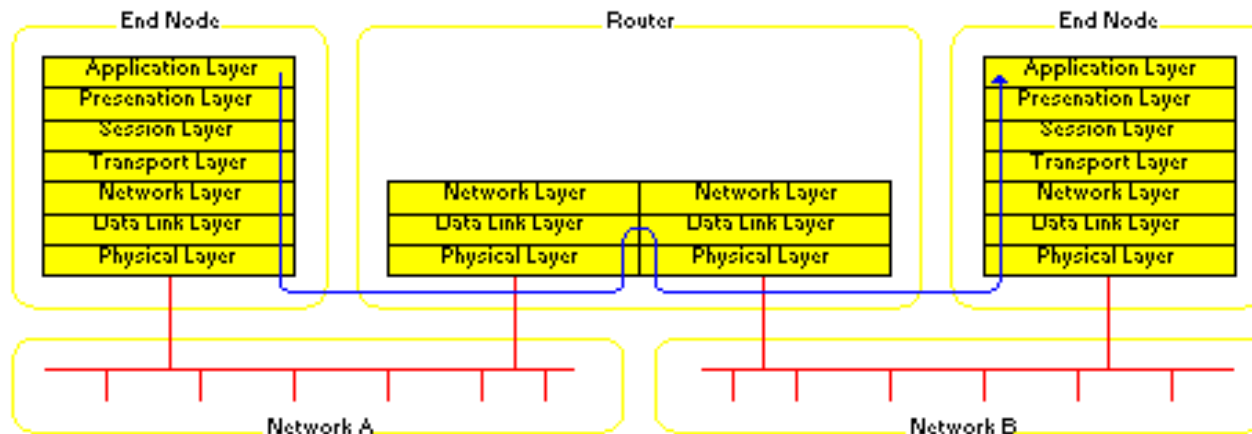 End Node
Router
End Node
Application Layer
Presenation Layer
Session Layer
Transport Layer
Network Layer
Data Link Layer
Physical Layer
Network Layer
Data Link Layer
Physical Layer
Network Layer
Data Link Layer
Physical Layer
Application Layer
Presenation Layer
Session Layer
Transport Layer
Network Layer
Data Link Layer
Physical Layer
Network A
Network B